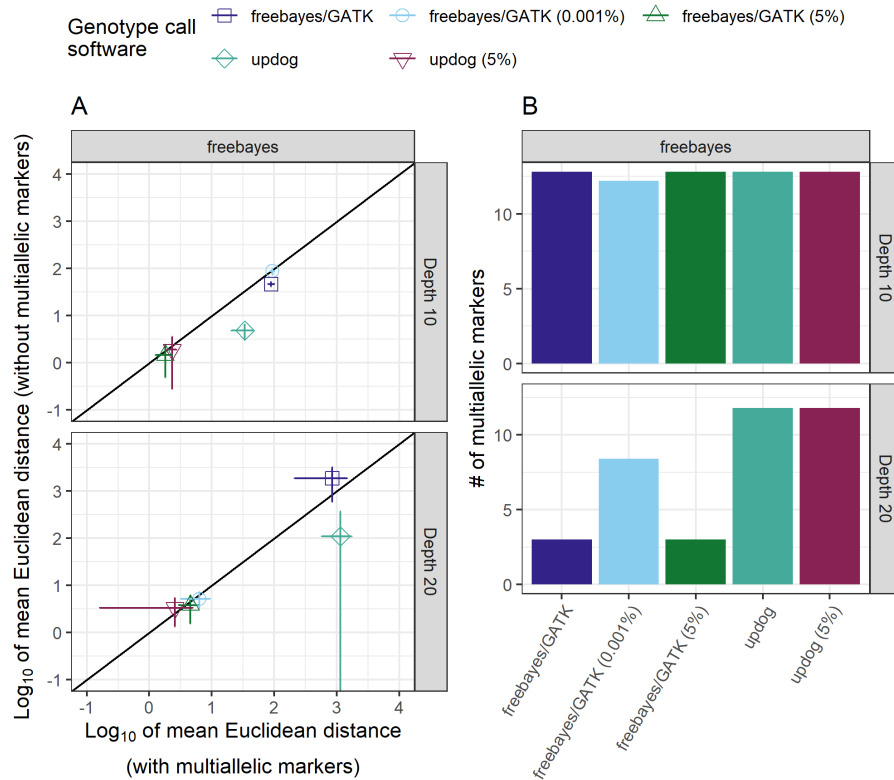 Genotype call
software
freebayes/GATK
freebayes/GATK (0.001%)
freebayes/GATK (5%)
updog
updog (5%)
A
freebayes
Log10 of mean Euclidean distance (without multiallelic markers)
4
3
2
1
0
-1
Depth 10
4
3
2
1
0
-1
Depth 20
-1
0
1
2
3
4
Log10 of mean Euclidean distance
(with multiallelic markers)
B
freebayes
# of multiallelic markers
10
5
0
Depth 10
10
5
0
Depth 20
freebayes/GATK
freebayes/GATK (0.001%)
freebayes/GATK (5%)
updog
updog (5%)